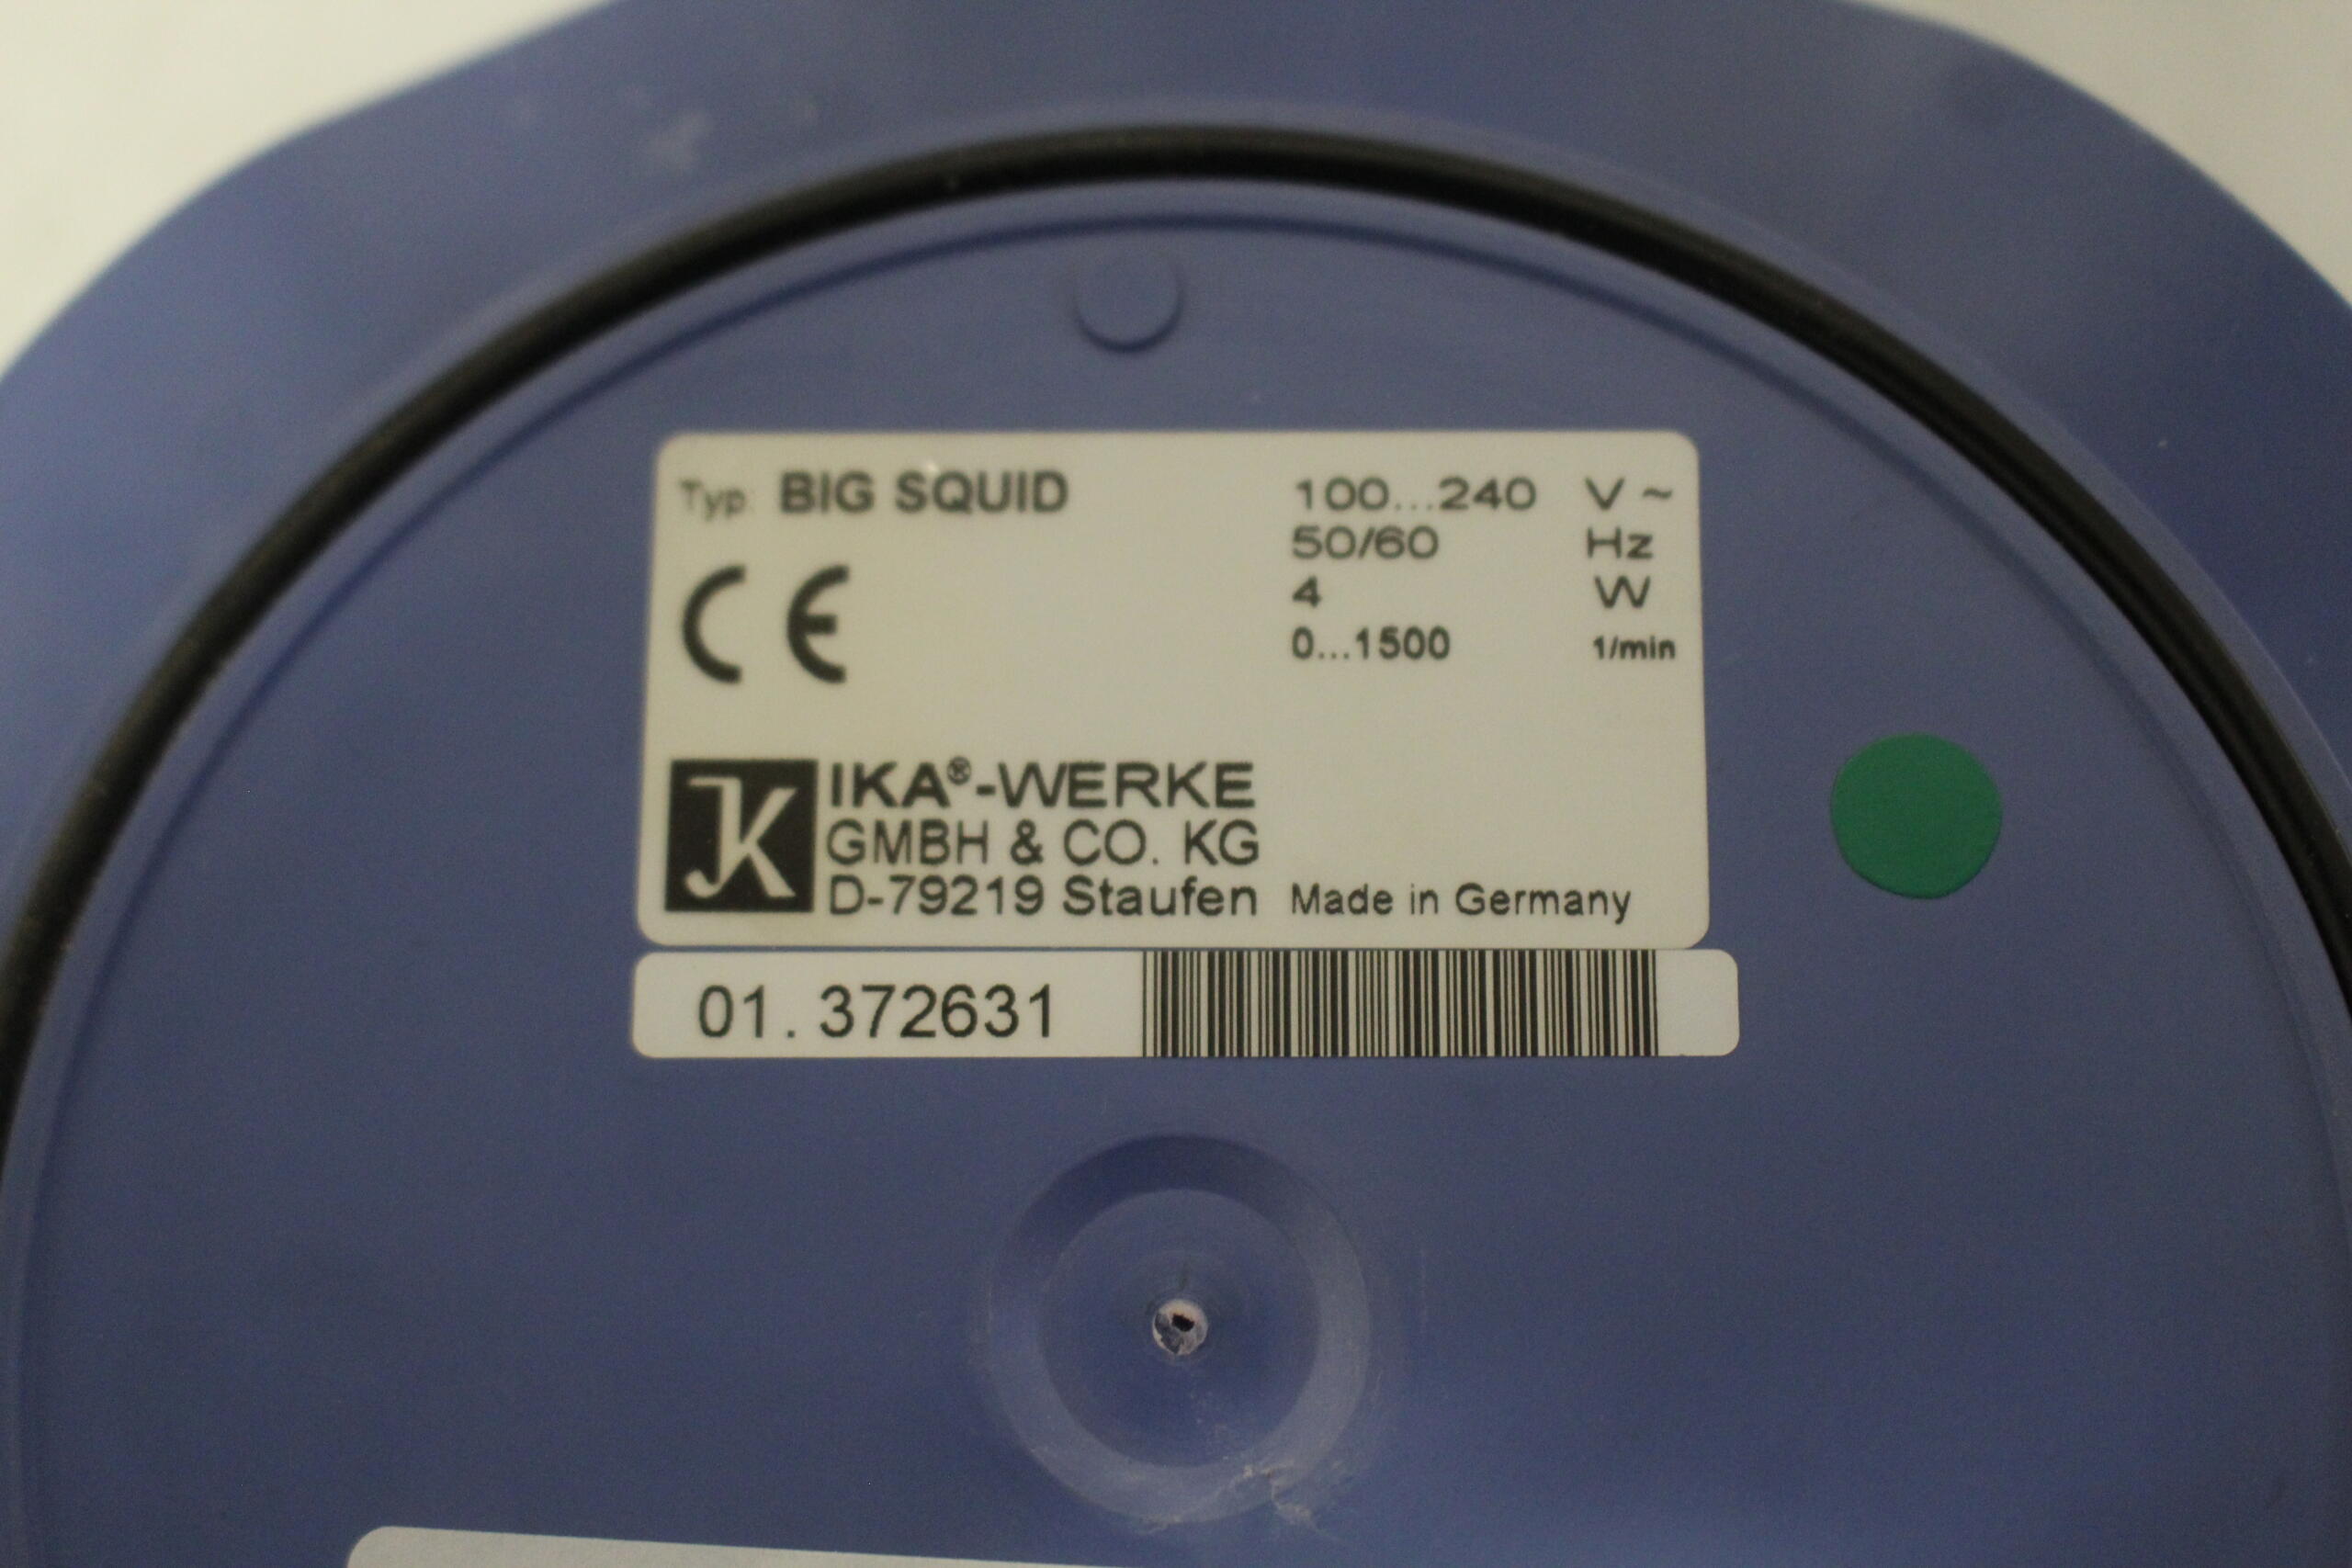 Typ. BIG SQUID 100...240 V ~
50/60 Hz
4 W
CE
0...1500 1/min
IKA®-WERKE
GMBH & CO. KG
D-79219 Staufen Made in Germany
01. 372631